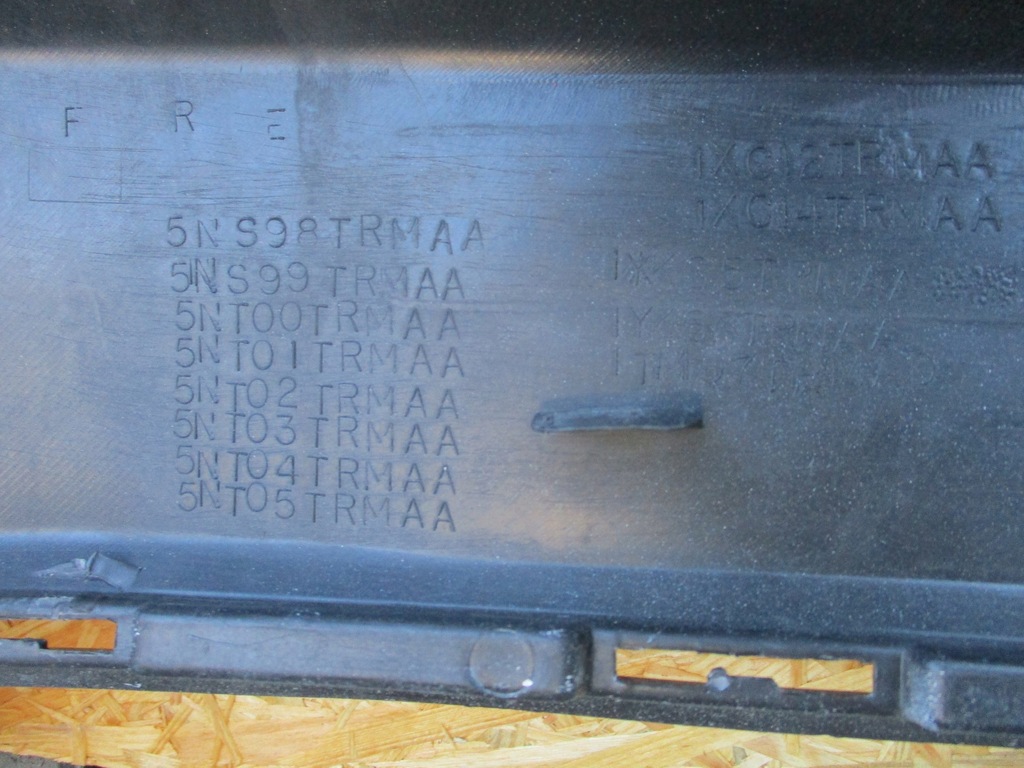 F R E
1XC12TRMAA
1XC14TRMAA
5NS98TRMAA
5NS99TRMAA
5NT00TRMAA
5NT01TRMAA
5NT02TRMAA
5NT03TRMAA
5NT04TRMAA
5NT05TRMAA